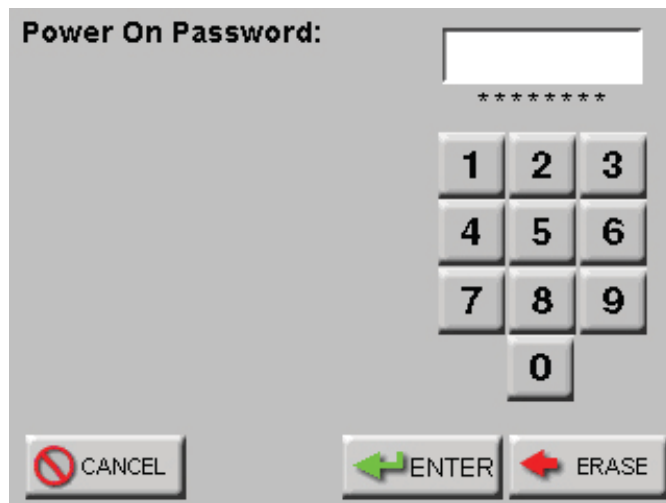 Power On Password:
********
1 2 3
4 5 6
7 8 9
0
CANCEL ENTER ERASE